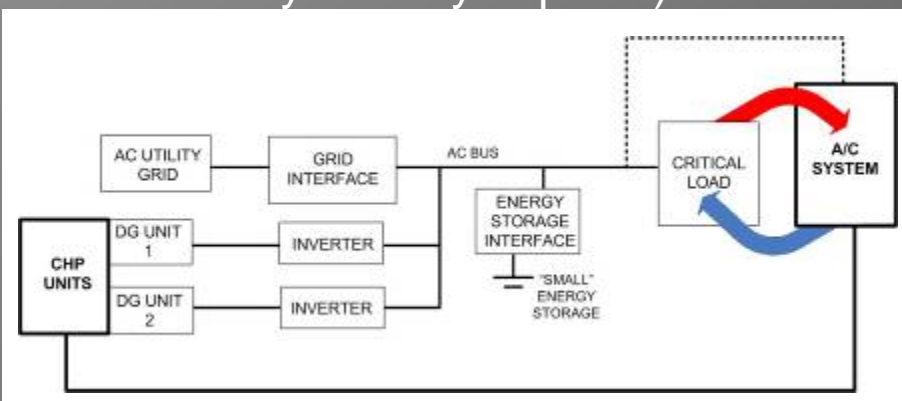 AC UTILITY
GRID
GRID
INTERFACE
AC BUS
CRITICAL
LOAD
A/C
SYSTEM
ENERGY
STORAGE
INTERFACE
"SMALL"
ENERGY
STORAGE
CHP
UNITS
DG UNIT
1
INVERTER
DG UNIT
2
INVERTER